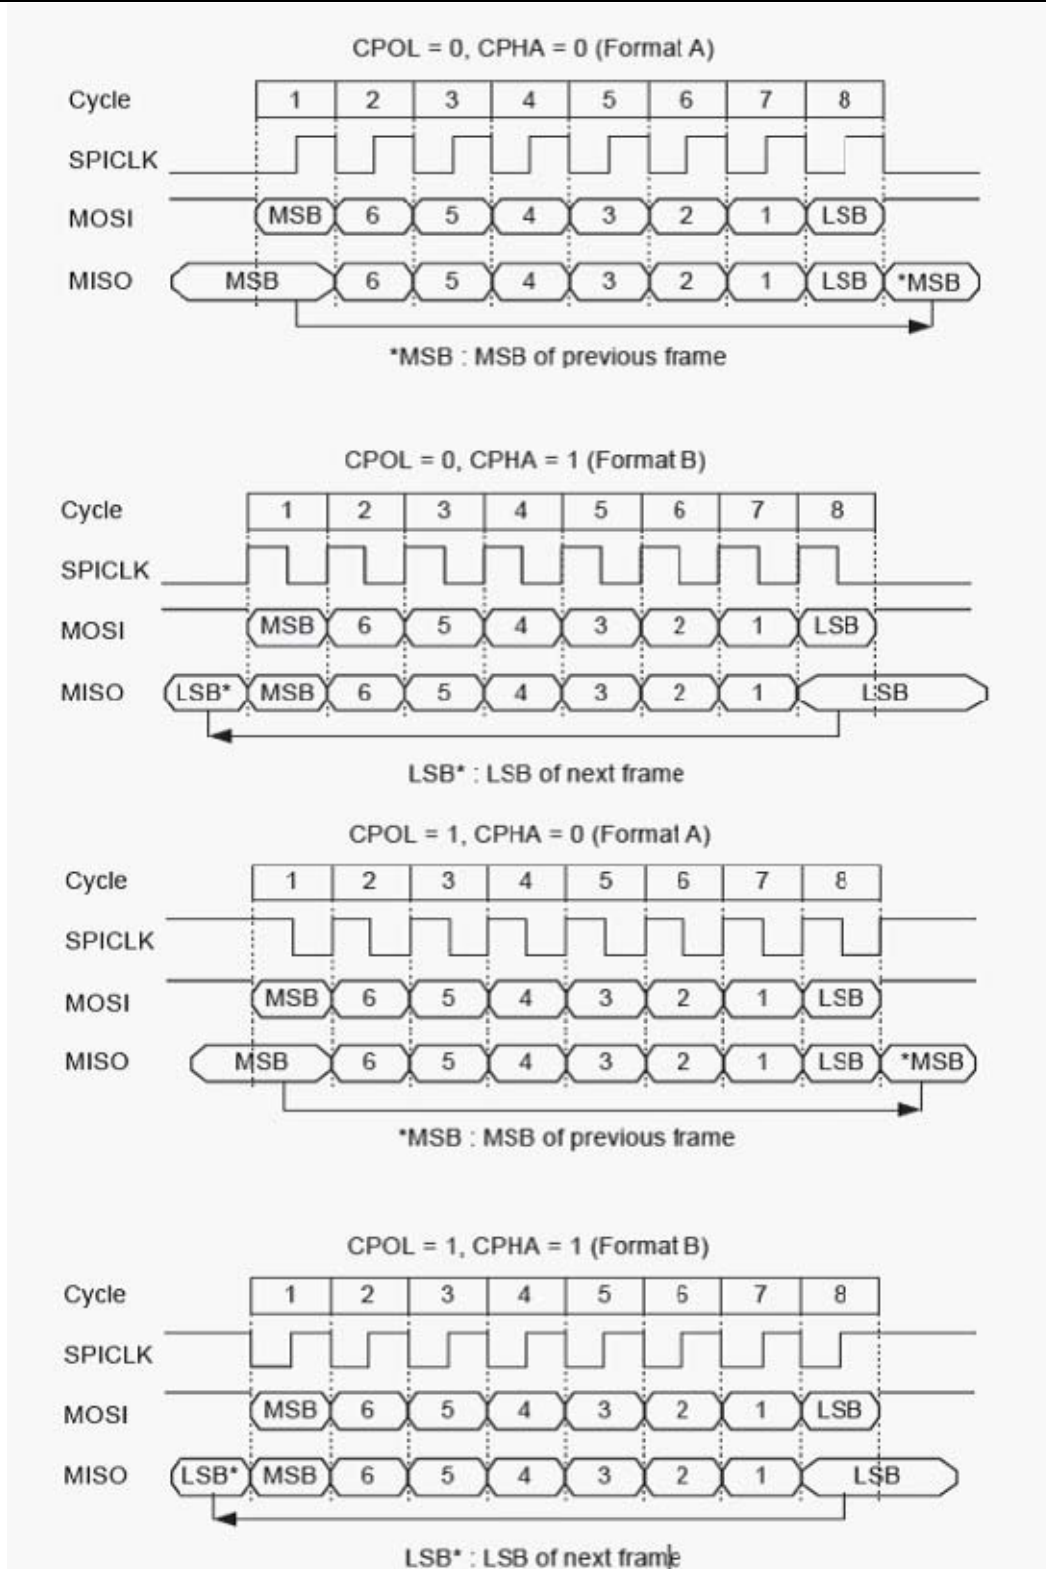 CPOL = 0, CPHA = 0 (Format A)
Cycle 1 2 3 4 5 6 7 8
SPICLK
MOSI MSB 6 5 4 3 2 1 LSB
MISO MSB 6 5 4 3 2 1 LSB *MSB
*MSB : MSB of previous frame
CPOL = 0, CPHA = 1 (Format B)
Cycle 1 2 3 4 5 6 7 8
SPICLK
MOSI MSB 6 5 4 3 2 1 LSB
MISO LSB* MSB 6 5 4 3 2 1 LSB
LSB* : LSB of next frame
CPOL = 1, CPHA = 0 (Format A)
Cycle 1 2 3 4 5 6 7 8
SPICLK
MOSI MSB 6 5 4 3 2 1 LSB
MISO MSB 6 5 4 3 2 1 LSB *MSB
*MSB : MSB of previous frame
CPOL = 1, CPHA = 1 (Format B)
Cycle 1 2 3 4 5 6 7 8
SPICLK
MOSI MSB 6 5 4 3 2 1 LSB
MISO LSB* MSB 6 5 4 3 2 1 LSB
LSB* : LSB of next frame